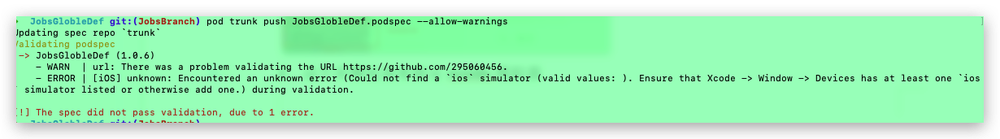 JobsGlobleDef git:(JobsBranch) pod trunk push JobsGlobleDef.podspec --allow-warnings
Updating spec repo `trunk`
Validating podspec
-> JobsGlobleDef (1.0.6)
- WARN | url: There was a problem validating the URL https://github.com/295060456.
- ERROR | [iOS] unknown: Encountered an unknown error (Could not find a `ios` simulator (valid values: ). Ensure that Xcode -> Window -> Devices has at least one `ios
` simulator listed or otherwise add one.) during validation.
[!] The spec did not pass validation, due to 1 error.
JobsGlobleDef git:(JobsBranch)